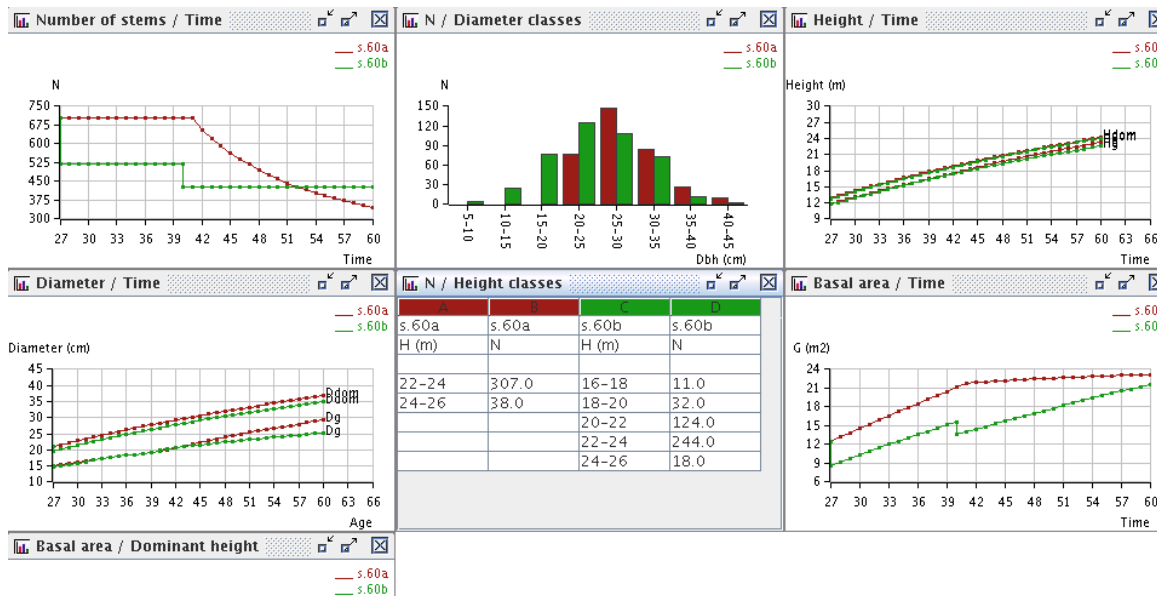 Number of stems / Time
s.60a
s.60b
N
750
675
600
525
450
375
300
27 30 33 36 39 42 45 48 51 54 57 60
Time
N / Diameter classes
s.60a
s.60b
N
150
120
90
60
30
0
5-10 10-15 15-20 20-25 25-30 30-35 35-40 40-45
Dbh (cm)
Height / Time
s.60
s.60
Height (m)
30
27
24
21
18
15
12
9
Hdom
Hg
27 30 33 36 39 42 45 48 51 54 57 60 63 66
Time
Diameter / Time
s.60a
s.60b
Diameter (cm)
45
40
35
30
25
20
15
10
Ddom
Ddom
Dg
Dg
27 30 33 36 39 42 45 48 51 54 57 60 63 66
Age
N / Height classes
A B C D
s.60a s.60a s.60b s.60b
H (m) N H (m) N
22-24 307.0 16-18 11.0
24-26 38.0 18-20 32.0
20-22 124.0
22-24 244.0
24-26 18.0
Basal area / Time
s.60
s.60
G (m2)
24
21
18
15
12
9
6
27 30 33 36 39 42 45 48 51 54 57 60
Time
Basal area / Dominant height
s.60a
s.60b